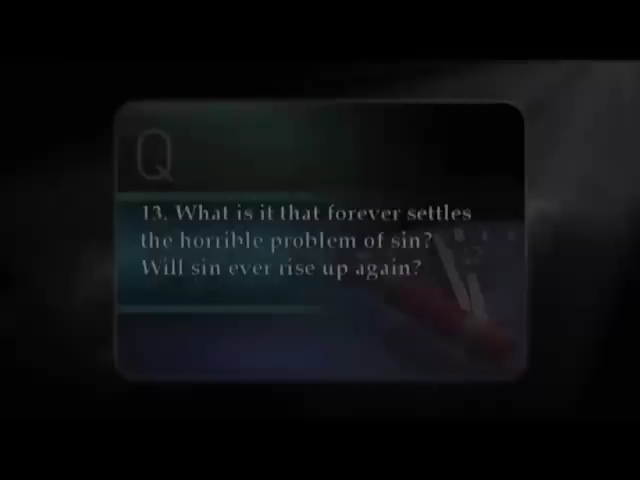 Q
13. What is it that forever settles
the horrible problem of sin?
Will sin ever rise up again?